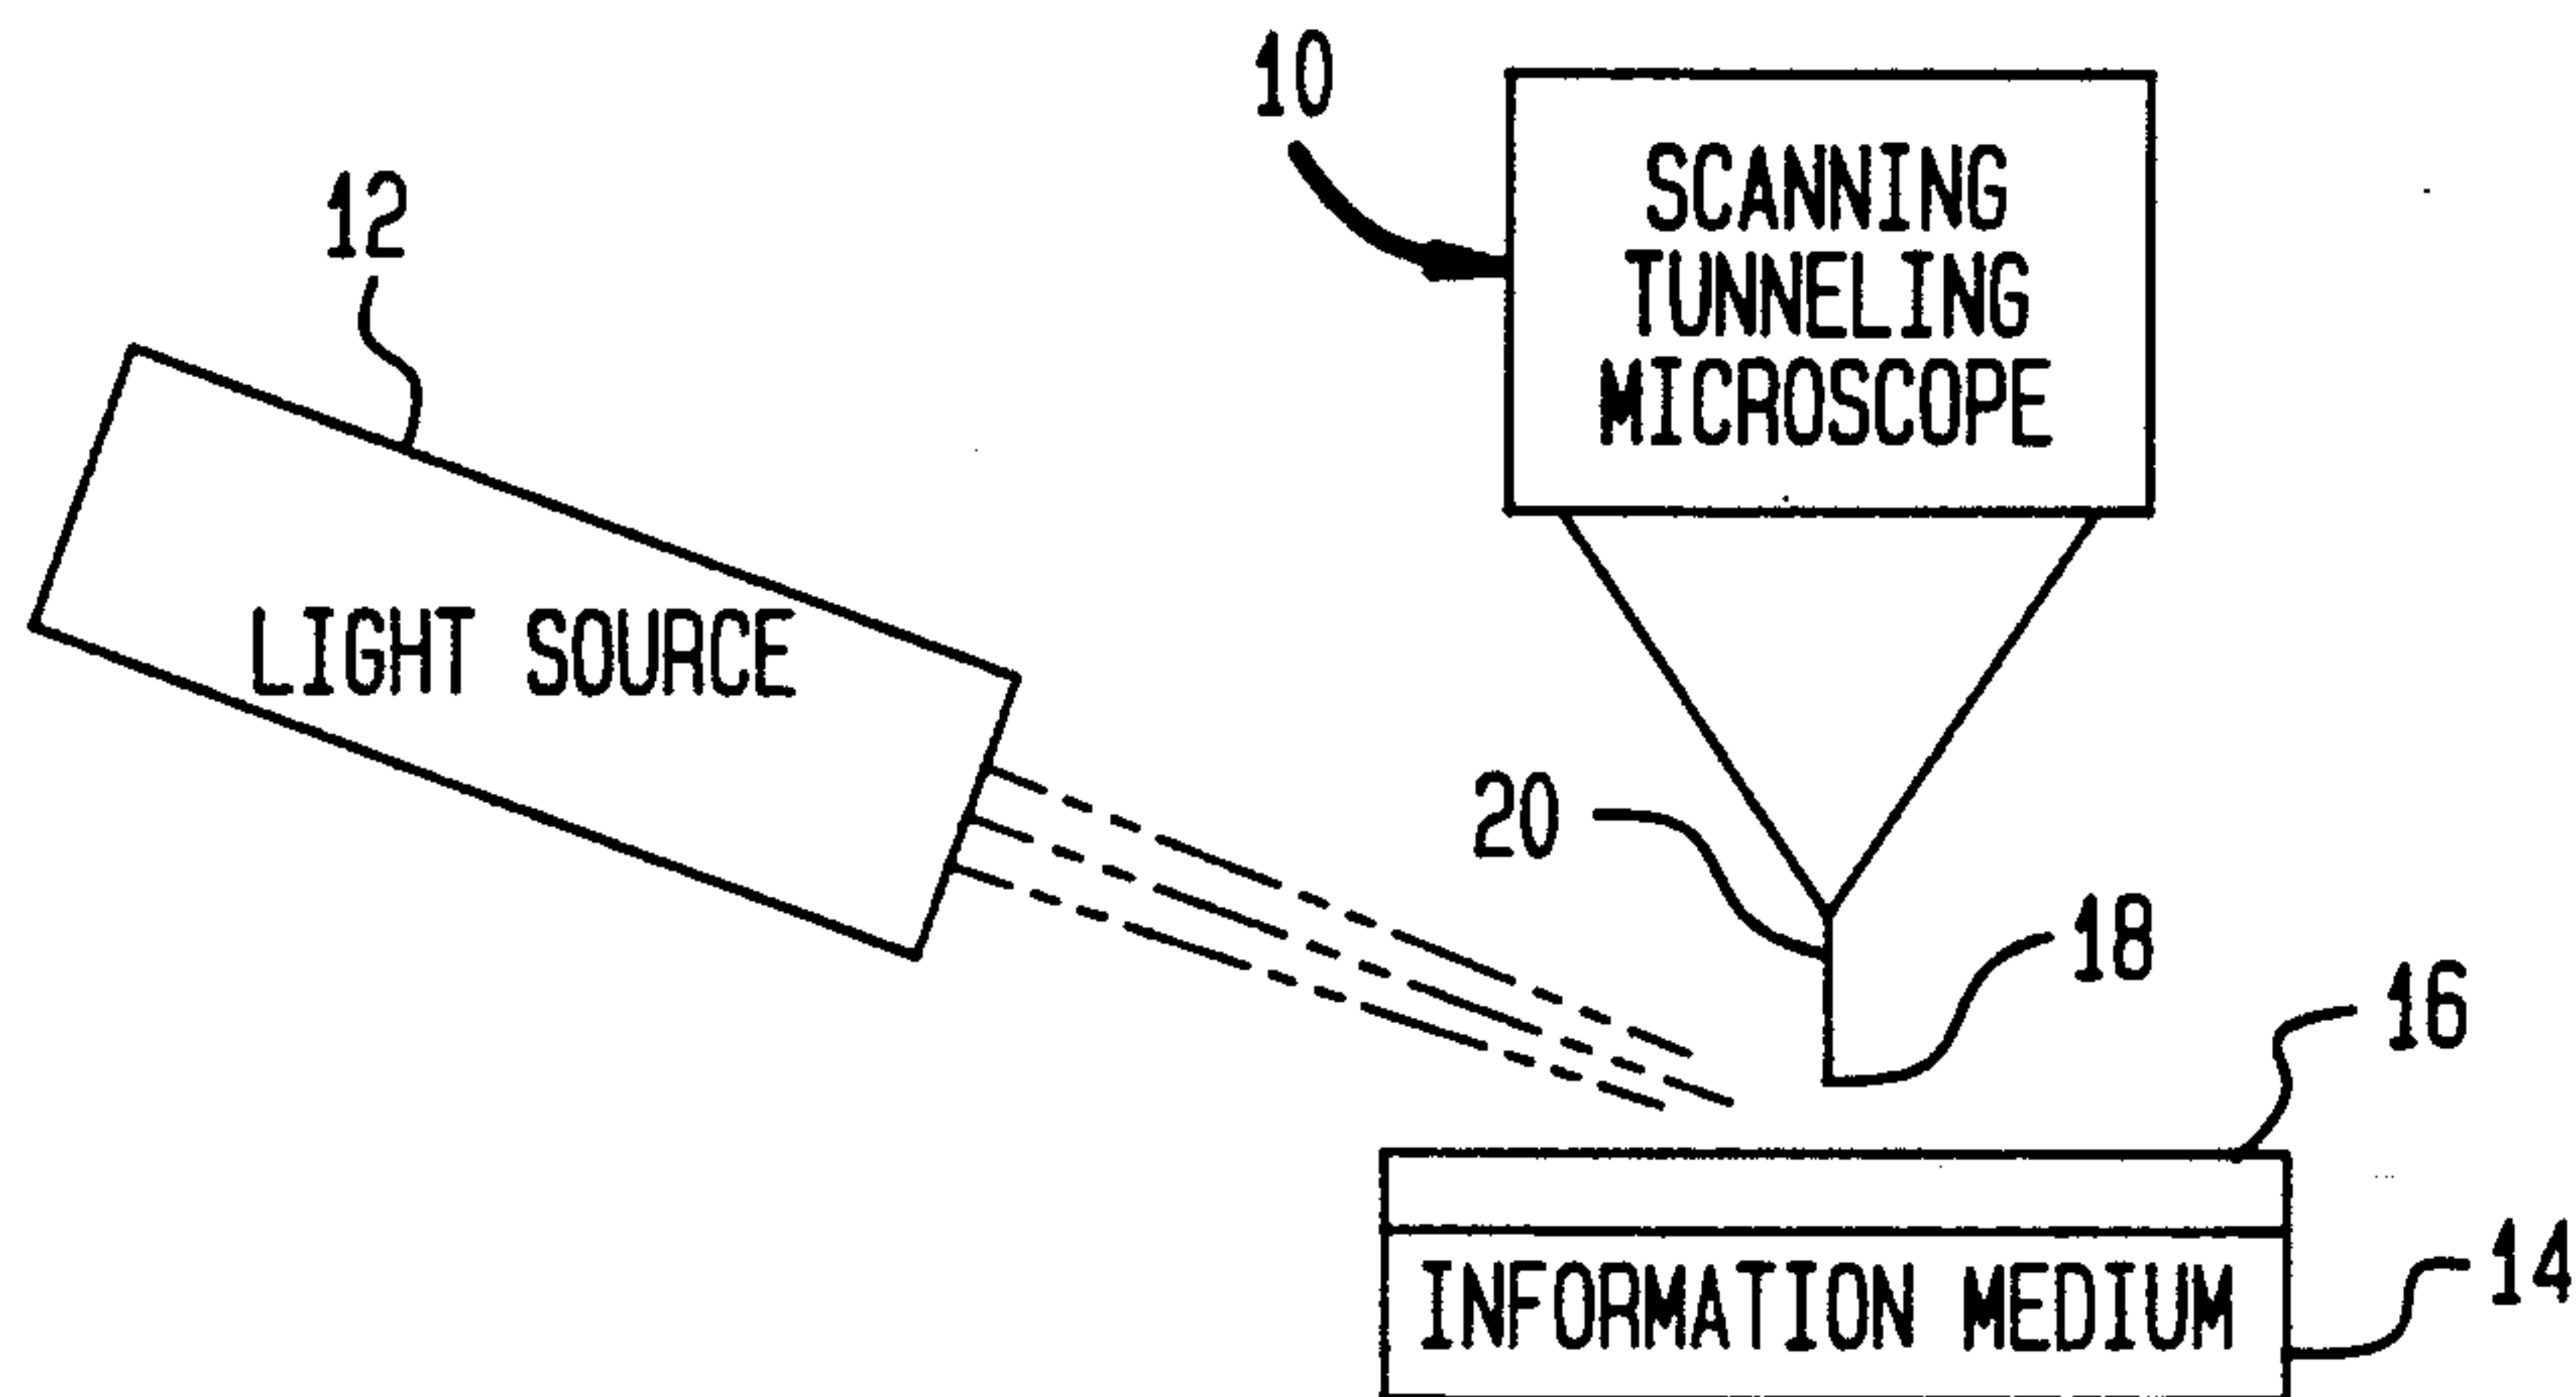 10
SCANNING
TUNNELING
MICROSCOPE
12
LIGHT SOURCE
20
18
16
INFORMATION MEDIUM
14